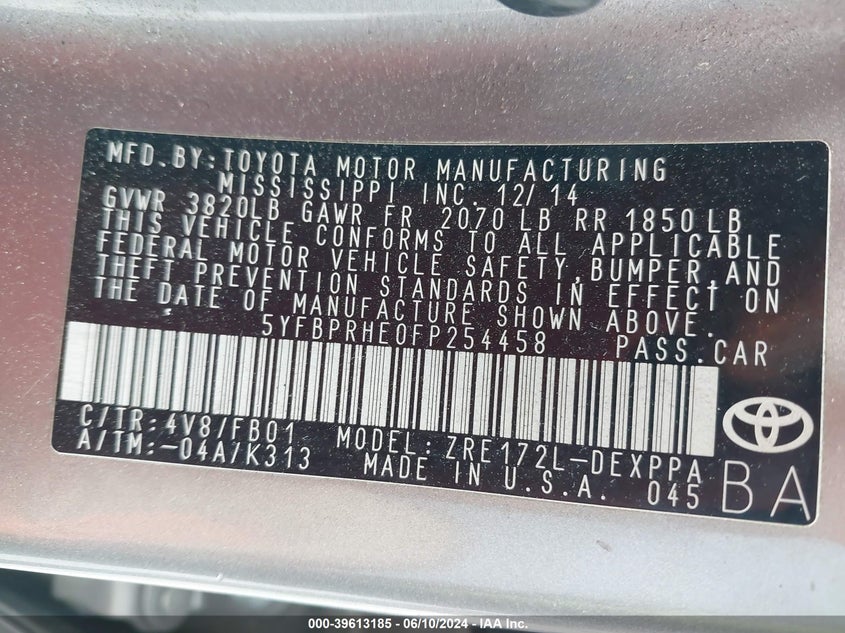 MFD.BY:TOYOTA MOTOR MANUFACTURING
MISSISSIPPI INC. 12/14
GVWR 3820LB GAWR FR 2070LB RR 1850LB
THIS VEHICLE CONFORMS TO ALL APPLICABLE
FEDERAL MOTOR VEHICLE SAFETY,BUMPER,AND
THEFT PREVENTION STANDARDS IN EFFECT ON
THE DATE OF MANUFACTURE SHOWN ABOVE.
5YFBPRHE0FP254458 PASS.CAR
C/TR:4V8/FB01 MODEL:ZRE172L-DEXPPA
A/TM:-04A/K313 MADE IN U.S.A. 045
BA
000-39613185 - 06/10/2024 - IAA Inc.